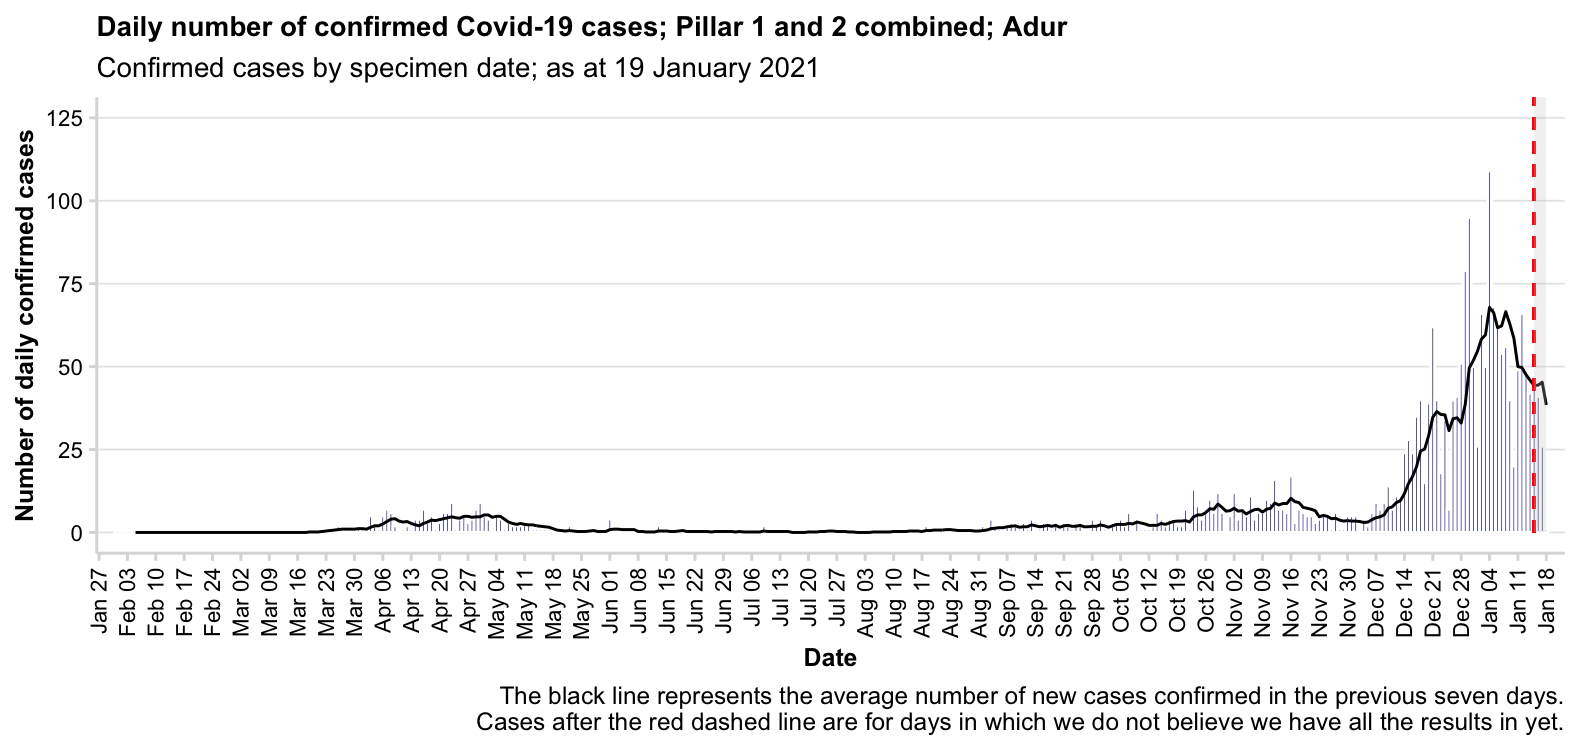 Daily number of confirmed Covid-19 cases; Pillar 1 and 2 combined; Adur
Confirmed cases by specimen date; as at 19 January 2021
Number of daily confirmed cases
125
100
75
50
25
0
Jan 27
Feb 03
Feb 10
Feb 17
Feb 24
Mar 02
Mar 09
Mar 16
Mar 23
Mar 30
Apr 06
Apr 13
Apr 20
Apr 27
May 04
May 11
May 18
May 25
Jun 01
Jun 08
Jun 15
Jun 22
Jun 29
Jul 06
Jul 13
Jul 20
Jul 27
Aug 03
Aug 10
Aug 17
Aug 24
Aug 31
Sep 07
Sep 14
Sep 21
Sep 28
Oct 05
Oct 12
Oct 19
Oct 26
Nov 02
Nov 09
Nov 16
Nov 23
Nov 30
Dec 07
Dec 14
Dec 21
Dec 28
Jan 04
Jan 11
Jan 18
Date
The black line represents the average number of new cases confirmed in the previous seven days.
Cases after the red dashed line are for days in which we do not believe we have all the results in yet.